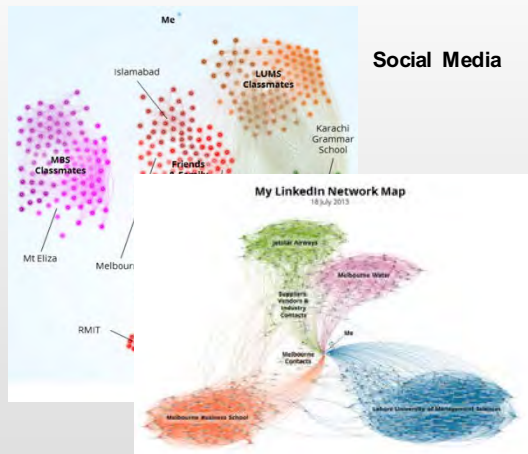 Me
Social Media
Islamabad
LUMS
Classmates
Karachi
Grammar
School
MBS
Classmates
Friends
Mt Eliza
RMIT
My LinkedIn Network Map
18 July 2013
Jetstar Airways
Melbourne Water
Suppliers,
Vendors &
Industry
Contacts
Me
Melbourne
Contacts
Melbourne Business School
Lahore University of Management Sciences